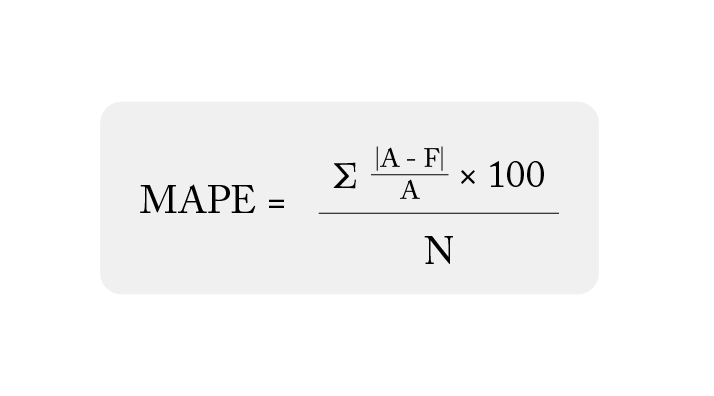 MAPE = Σ |A - F| / A × 100
N